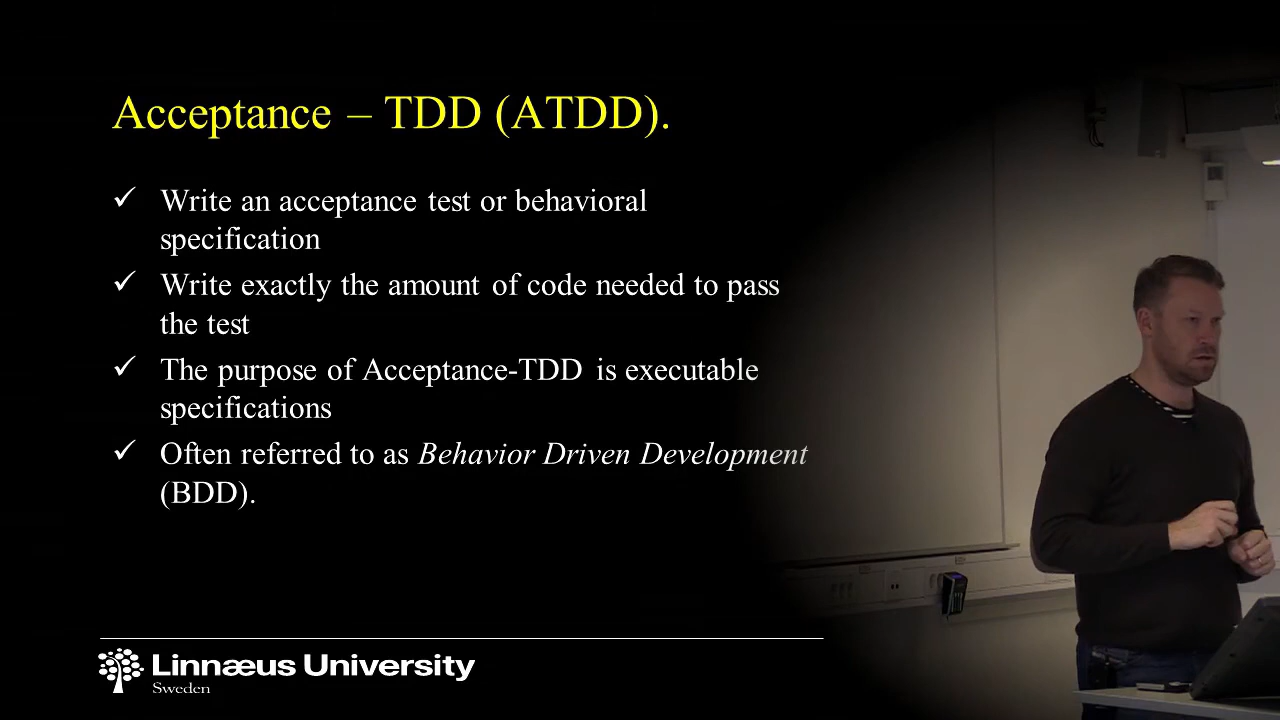 Acceptance – TDD (ATDD).
✓ Write an acceptance test or behavioral
specification
✓ Write exactly the amount of code needed to pass
the test
✓ The purpose of Acceptance-TDD is executable
specifications
✓ Often referred to as Behavior Driven Development
(BDD).
Linnæus University
Sweden